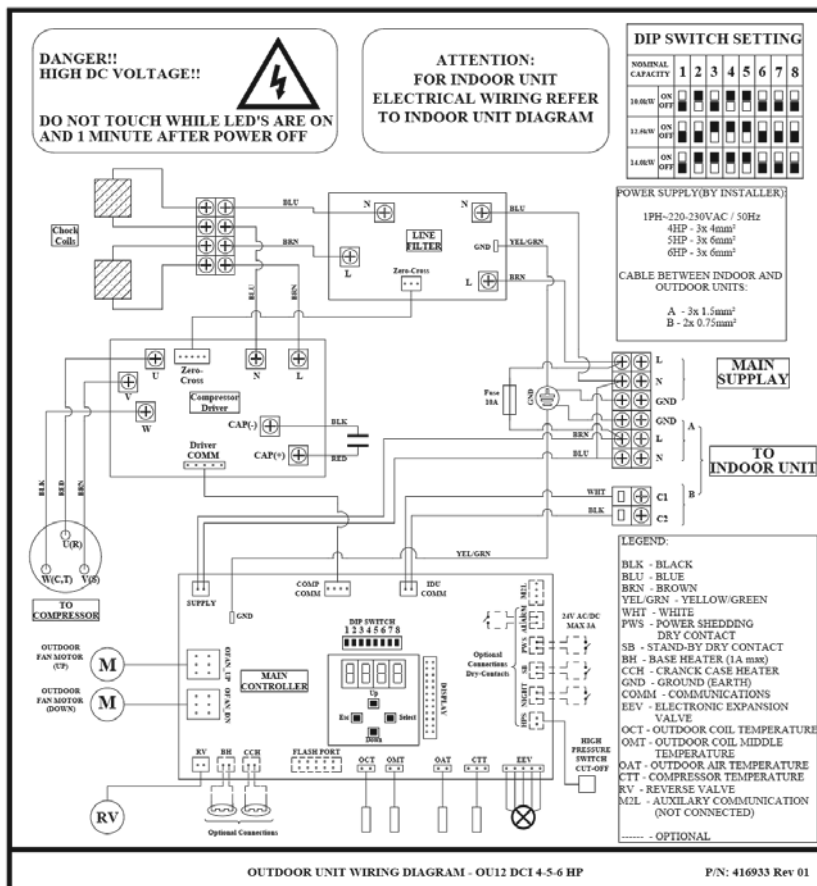 DANGER!!
HIGH DC VOLTAGE!!
DO NOT TOUCH WHILE LED'S ARE ON
AND 1 MINUTE AFTER POWER OFF
ATTENTION:
FOR INDOOR UNIT
ELECTRICAL WIRING REFER
TO INDOOR UNIT DIAGRAM
DIP SWITCH SETTING
NOMINAL
CAPACITY
1 2 3 4 5 6 7 8
10.0kW ON
OFF
12.6kW ON
OFF
14.0kW ON
OFF
POWER SUPPLY(BY INSTALLER):
1PH~220-230VAC / 50Hz
4HP - 3x 4mm²
5HP - 3x 6mm²
6HP - 3x 6mm²
CABLE BETWEEN INDOOR AND
OUTDOOR UNITS:
A - 3x 1.5mm²
B - 2x 0.75mm²
Chock
Coils
BLU
BRN
BLU
BRN
N
N
L
LINE
FILTER
GND
L
Zero-Cross
BLU
YEL/GRN
BRN
U
V
W
Zero-
Cross
N
L
Compressor
Driver
CAP(-)
CAP(+)
BLK
RED
Driver
COMM
Fuse
10A
GND
BRN
BLU
L
N
GND
GND
L
N
A
MAIN
SUPPLAY
TO
INDOOR UNIT
WHT
BLK
C1
C2
B
BLK
RED
BRN
U(R)
W(C,T)
V(S)
TO
COMPRESSOR
YEL/GRN
SUPPLY
GND
COMP
COMM
IDU
COMM
M2L
ALARM
PWS
SB
NIGHT
HPS
24V AC/DC
MAX 3A
Optional
Connections
Dry-Contacts
DIP SWITCH
1 2 3 4 5 6 7 8
OUTDOOR
FAN MOTOR
(UP)
M
OFAN_UP
OUTDOOR
FAN MOTOR
(DOWN)
M
OFAN_DN
MAIN
CONTROLLER
Up
Esc
Select
Down
DISPLAY
HIGH
PRESSURE
SWITCH
CUT-OFF
RV
BH
CCH
FLASH PORT
OCT
OMT
OAT
CTT
EEV
RV
Optional Connections
LEGEND:
BLK - BLACK
BLU - BLUE
BRN - BROWN
YEL/GRN - YELLOW/GREEN
WHT - WHITE
PWS - POWER SHEDDING
DRY CONTACT
SB - STAND-BY DRY CONTACT
BH - BASE HEATER (1A max)
CCH - CRANCK CASE HEATER
GND - GROUND (EARTH)
COMM - COMMUNICATIONS
EEV - ELECTRONIC EXPANSION
VALVE
OCT - OUTDOOR COIL TEMPERATURE
OMT - OUTDOOR COIL MIDDLE
TEMPERATURE
OAT - OUTDOOR AIR TEMPERATURE
CTT - COMPRESSOR TEMPERATURE
RV - REVERSE VALVE
M2L - AUXILARY COMMUNICATION
(NOT CONNECTED)
------ - OPTIONAL
OUTDOOR UNIT WIRING DIAGRAM - OU12 DCI 4-5-6 HP
P/N: 416933 Rev 01